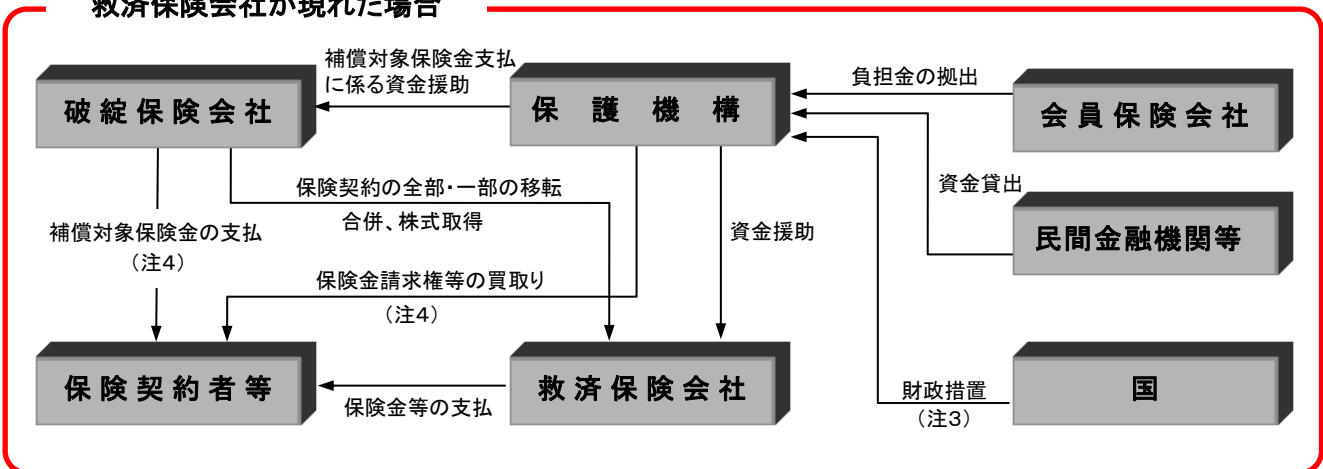 救済保険会社が現れた場合
補償対象保険金支払
に係る資金援助
負担金の拠出
破綻保険会社
保護機構
会員保険会社
保険契約の全部・一部の移転
合併、株式取得
資金貸出
補償対象保険金の支払
（注４）
資金援助
民間金融機関等
保険金請求権等の買取り
（注４）
保険契約者等
救済保険会社
国
保険金等の支払
財政措置
（注３）